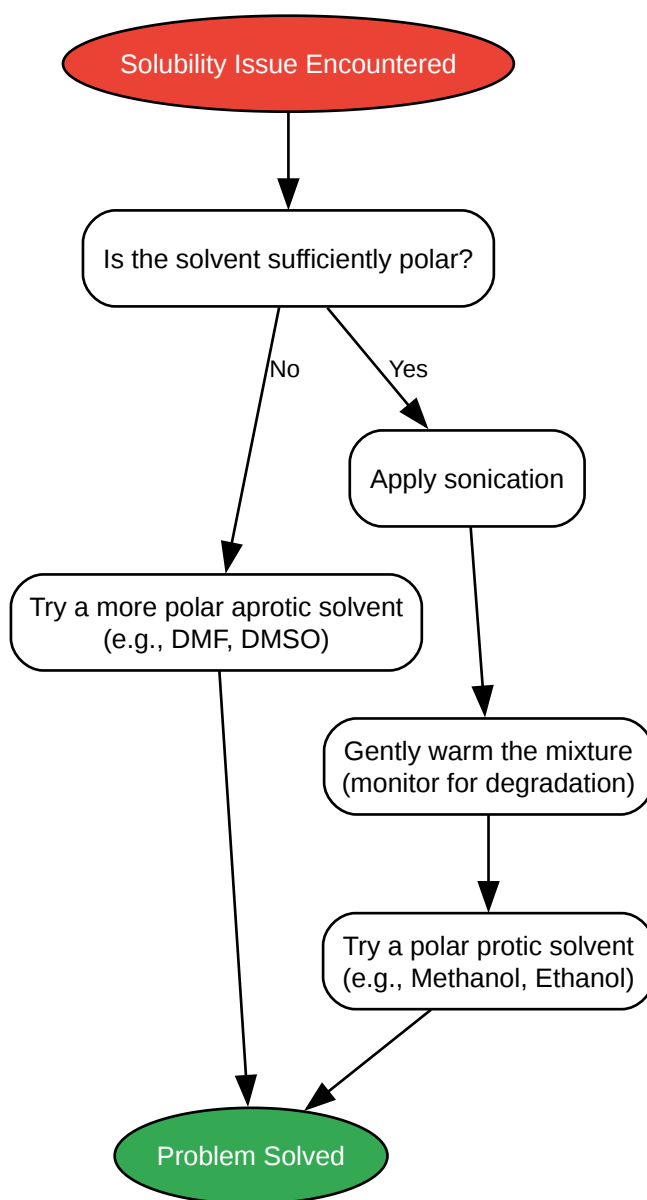 Solubility Issue Encountered
Is the solvent sufficiently polar?
No
Yes
Apply sonication
Try a more polar aprotic solvent
(e.g., DMF, DMSO)
Gently warm the mixture
(monitor for degradation)
Try a polar protic solvent
(e.g., Methanol, Ethanol)
Problem Solved